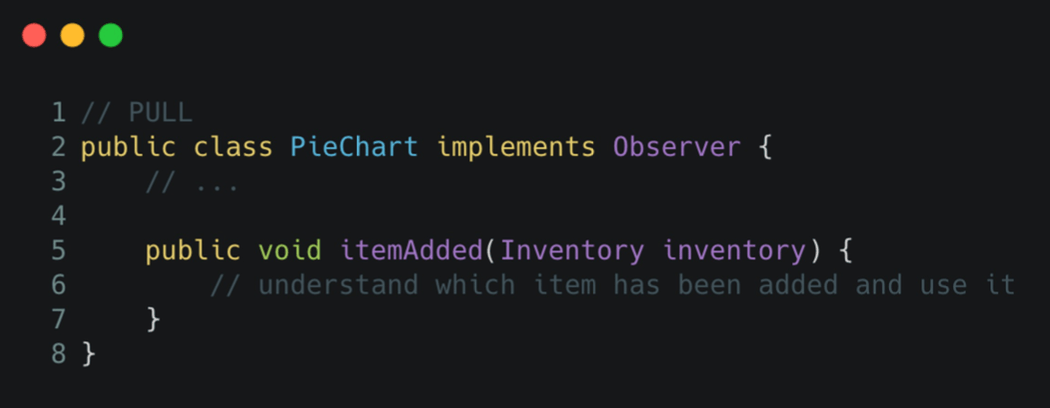 1 // PULL
2 public class PieChart implements Observer {
3     // ...
4
5     public void itemAdded(Inventory inventory) {
6         // understand which item has been added and use it
7     }
8 }